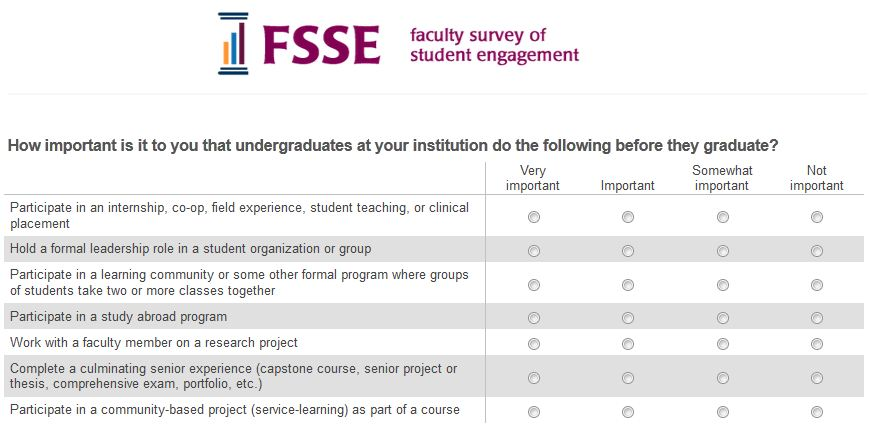 FSSE
faculty survey of
student engagement
How important is it to you that undergraduates at your institution do the following before they graduate?
Very
important
Important
Somewhat
important
Not
important
Participate in an internship, co-op, field experience, student teaching, or clinical
placement
Hold a formal leadership role in a student organization or group
Participate in a learning community or some other formal program where groups
of students take two or more classes together
Participate in a study abroad program
Work with a faculty member on a research project
Complete a culminating senior experience (capstone course, senior project or
thesis, comprehensive exam, portfolio, etc.)
Participate in a community-based project (service-learning) as part of a course